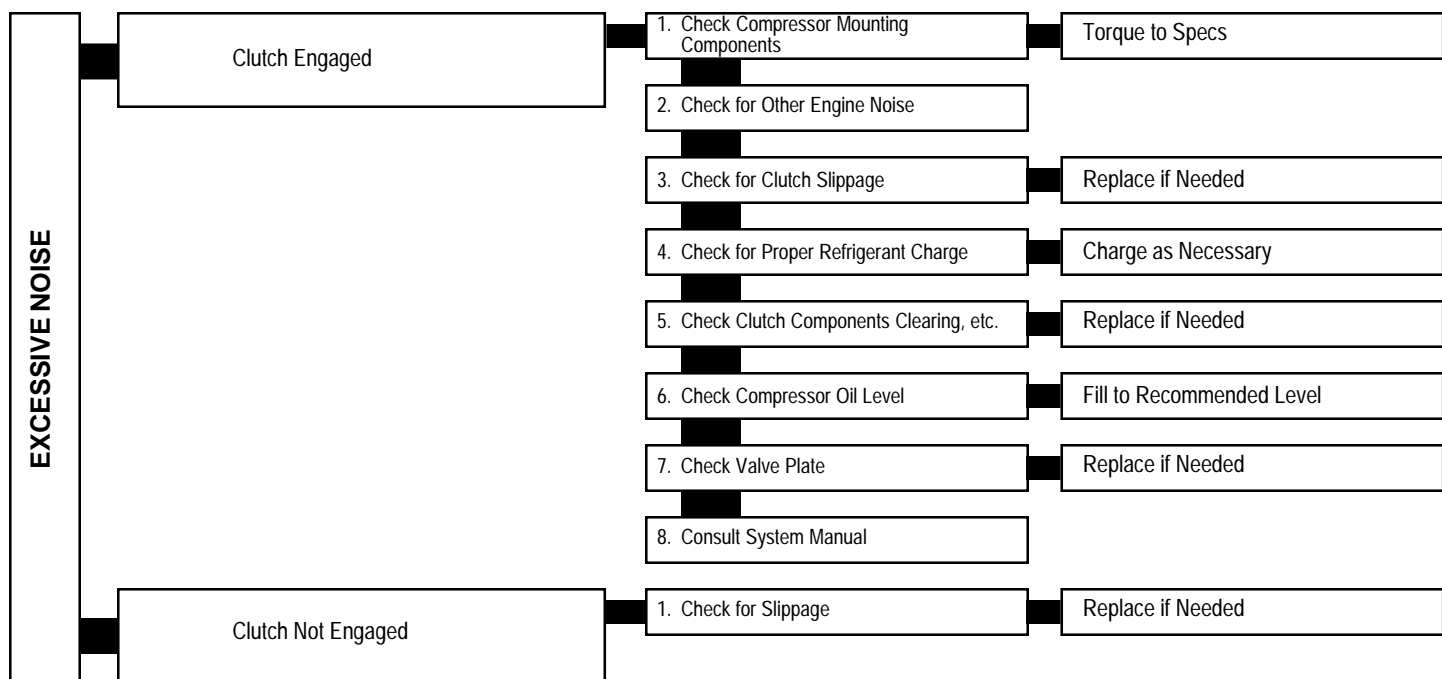 EXCESSIVE NOISE
Clutch Engaged
1. Check Compressor Mounting
Components
Torque to Specs
2. Check for Other Engine Noise
3. Check for Clutch Slippage
Replace if Needed
4. Check for Proper Refrigerant Charge
Charge as Necessary
5. Check Clutch Components Clearing, etc.
Replace if Needed
6. Check Compressor Oil Level
Fill to Recommended Level
7. Check Valve Plate
Replace if Needed
8. Consult System Manual
Clutch Not Engaged
1. Check for Slippage
Replace if Needed